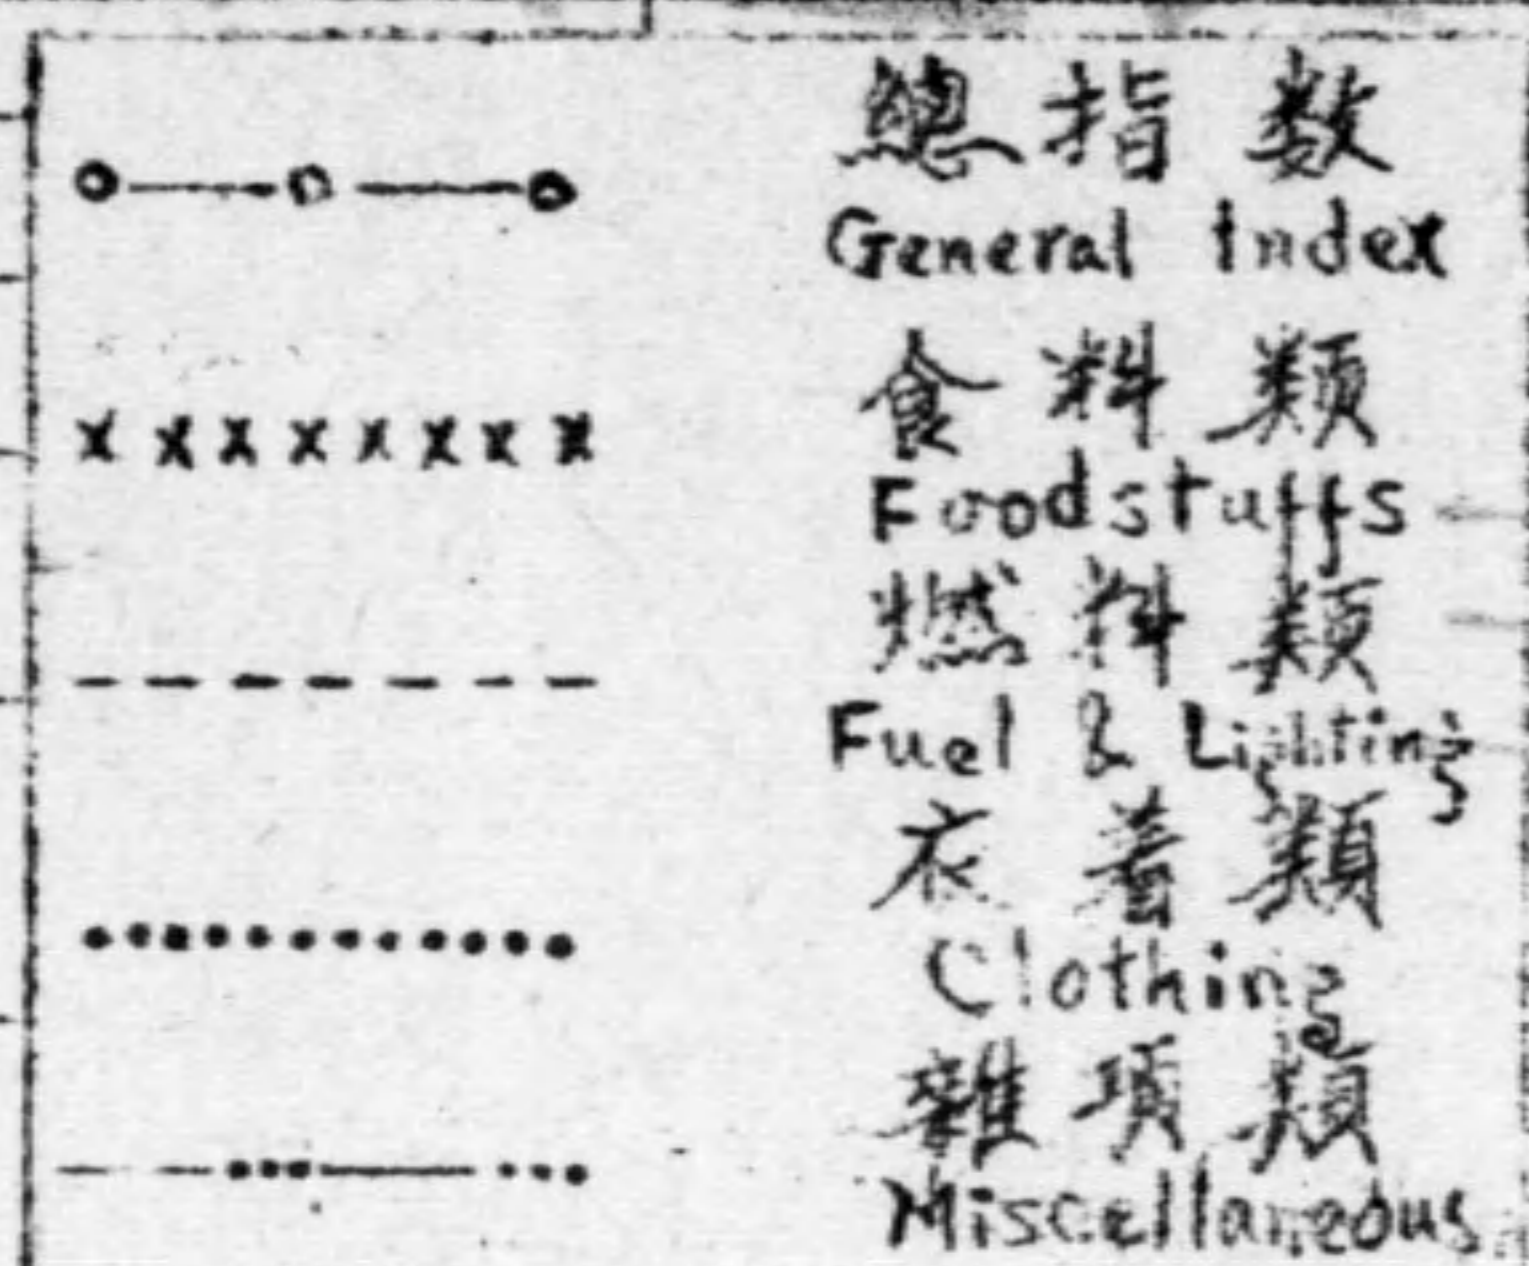 總指数
General Index
食料類
Foodstuffs
燃料類
Fuel & Lighting
衣着類
Clothing
雜項類
Miscellaneous